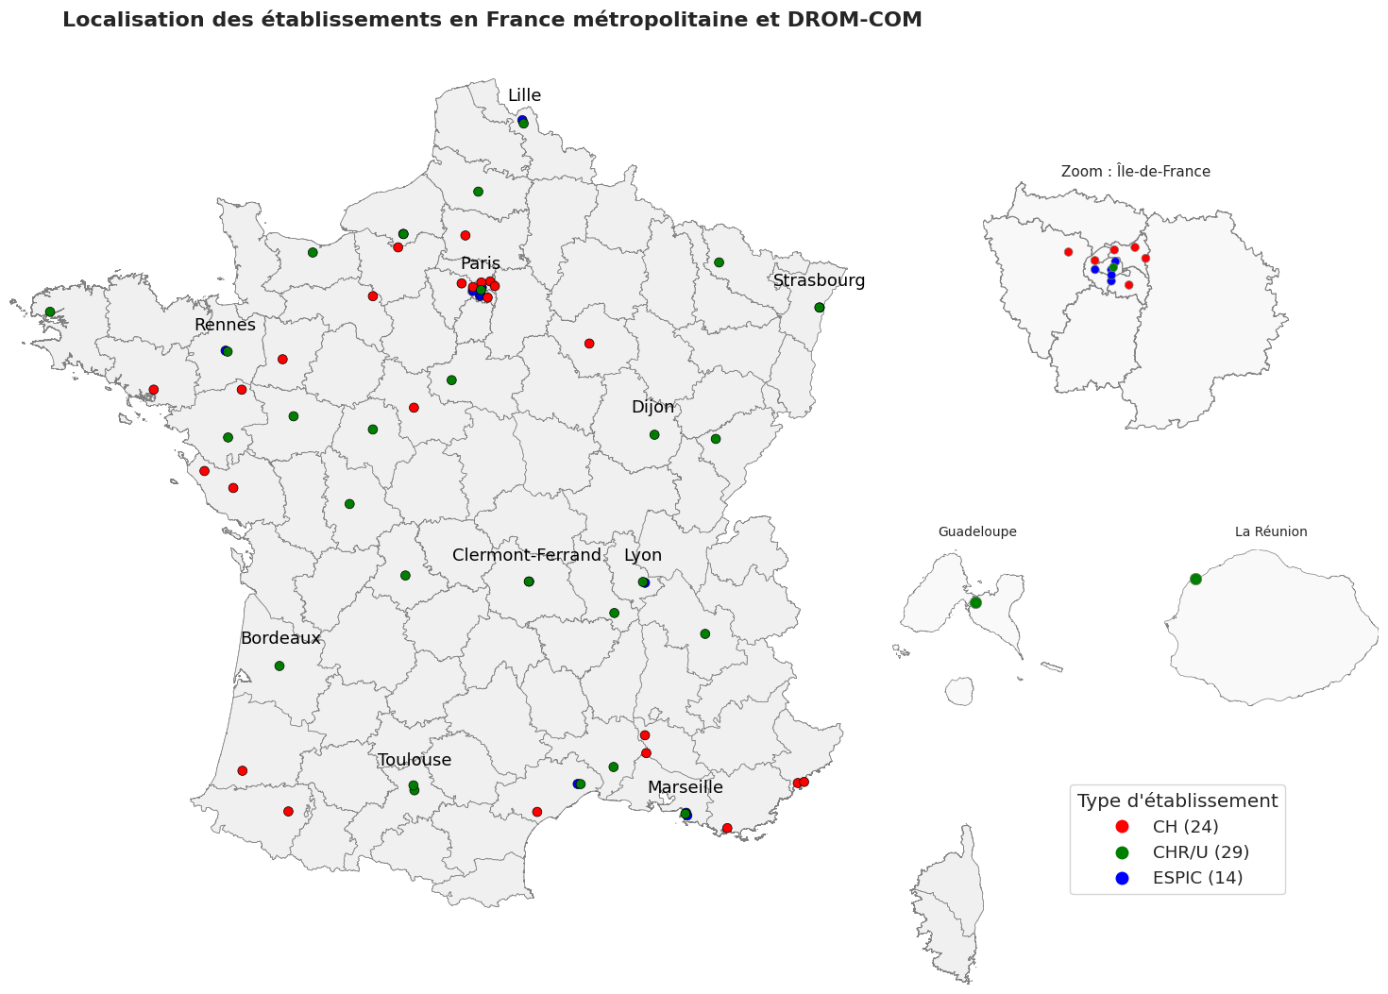 Localisation des établissements en France métropolitaine et DROM-COM
Lille
Zoom : Île-de-France
Paris
Strasbourg
Rennes
Dijon
Guadeloupe
La Réunion
Clermont-Ferrand
Lyon
Bordeaux
Toulouse
Marseille
Type d'établissement
CH (24)
CHR/U (29)
ESPIC (14)